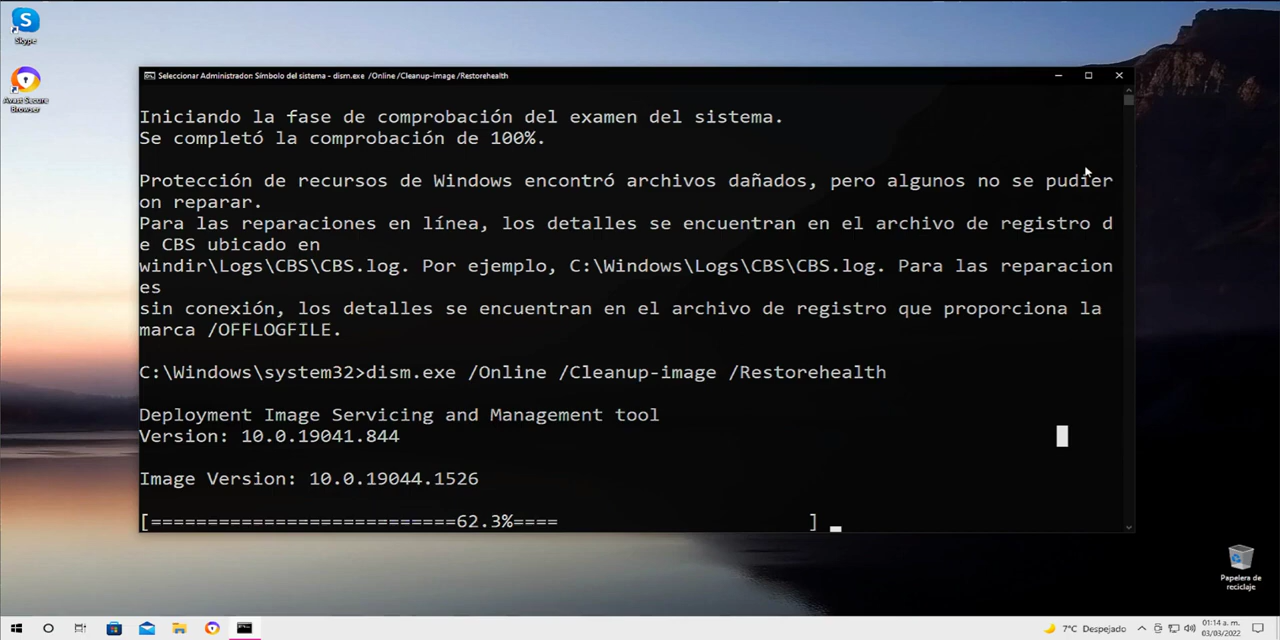 Skype
Avast Secure
Browser
Seleccionar Administrador: Símbolo del sistema - dism.exe /Online /Cleanup-image /Restorehealth
Iniciando la fase de comprobación del examen del sistema.
Se completó la comprobación de 100%.
Protección de recursos de Windows encontró archivos dañados, pero algunos no se pudier
on reparar.
Para las reparaciones en línea, los detalles se encuentran en el archivo de registro d
e CBS ubicado en
windir\Logs\CBS\CBS.log. Por ejemplo, C:\Windows\Logs\CBS\CBS.log. Para las reparacion
es
sin conexión, los detalles se encuentran en el archivo de registro que proporciona la
marca /OFFLOGFILE.
C:\Windows\system32>dism.exe /Online /Cleanup-image /Restorehealth
Deployment Image Servicing and Management tool
Version: 10.0.19041.844
Image Version: 10.0.19044.1526
[===========================62.3%====                      ]
Papelera de
reciclaje
7°C Despejado
01:14 a. m.
03/03/2022